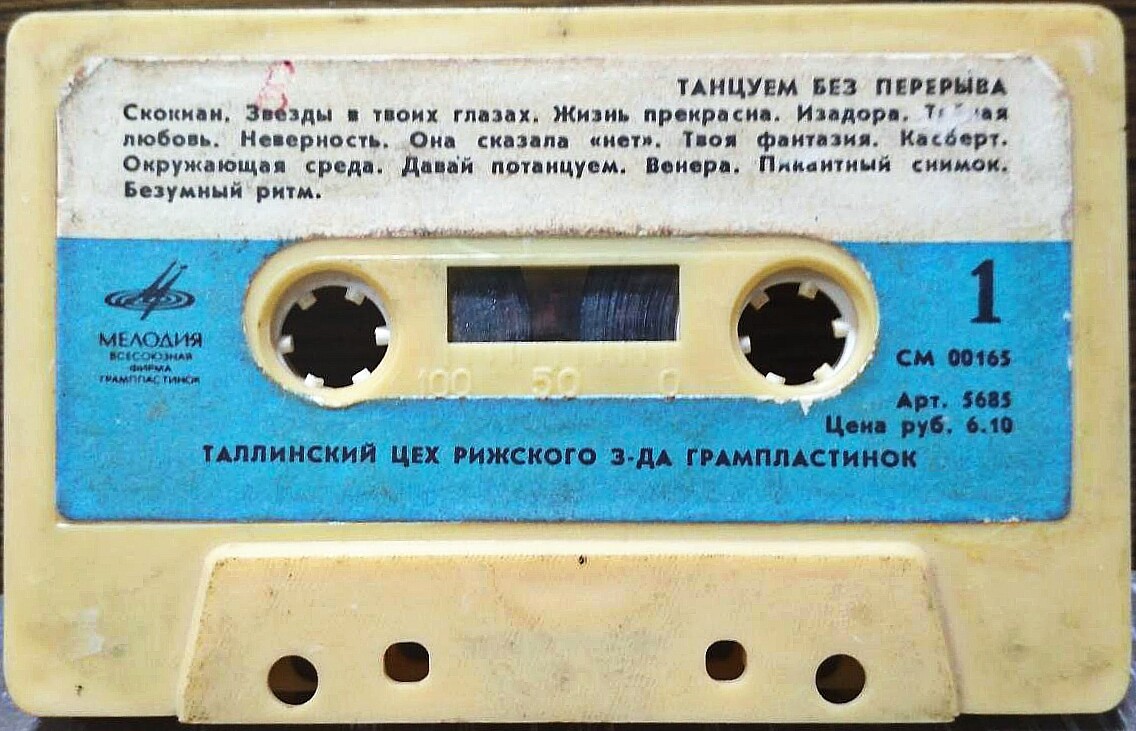 ТАНЦУЕМ БЕЗ ПЕРЕРЫВА
Скокиан. Звезды в твоих глазах. Жизнь прекрасна. Изадора.
любовь. Неверность. Она сказала «нет». Твоя фантазия. Касберт.
Окружающая среда. Давай потанцуем. Венера. Пикантный снимок.
Безумный ритм.
1
МЕЛОДИЯ
ВСЕСОЮЗНАЯ
ФИРМА
ГРАМПЛАСТИНОК
СМ 00165
100 50 0
Арт. 5685
Цена руб. 6.10
ТАЛЛИНСКИЙ ЦЕХ РИЖСКОГО З-ДА ГРАМПЛАСТИНОК